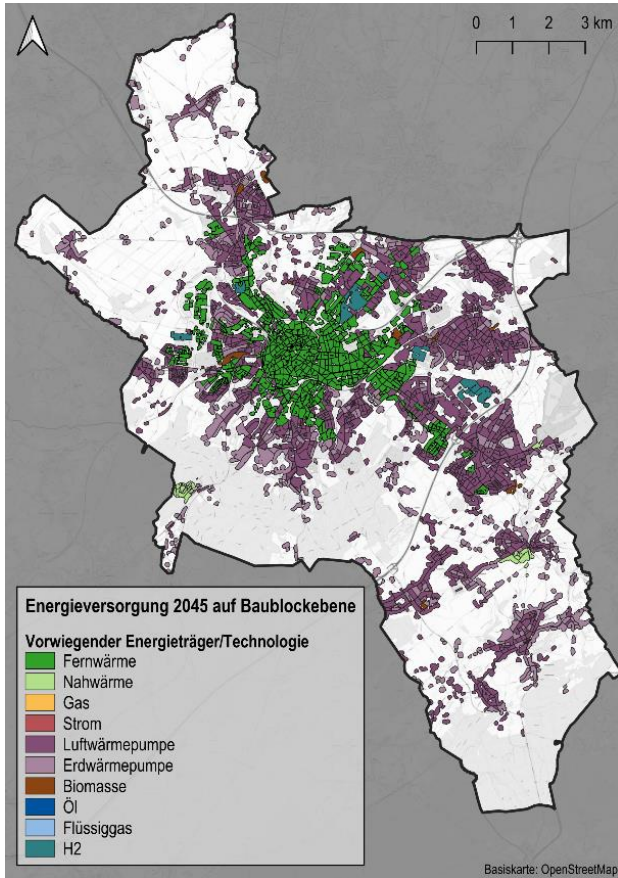 0 1 2 3 km
Energieversorgung 2045 auf Baublockebene
Vorwiegender Energieträger/Technologie
Fernwärme
Nahwärme
Gas
Strom
Luftwärmepumpe
Erdwärmepumpe
Biomasse
Öl
Flüssiggas
H2
Basiskarte: OpenStreetMap